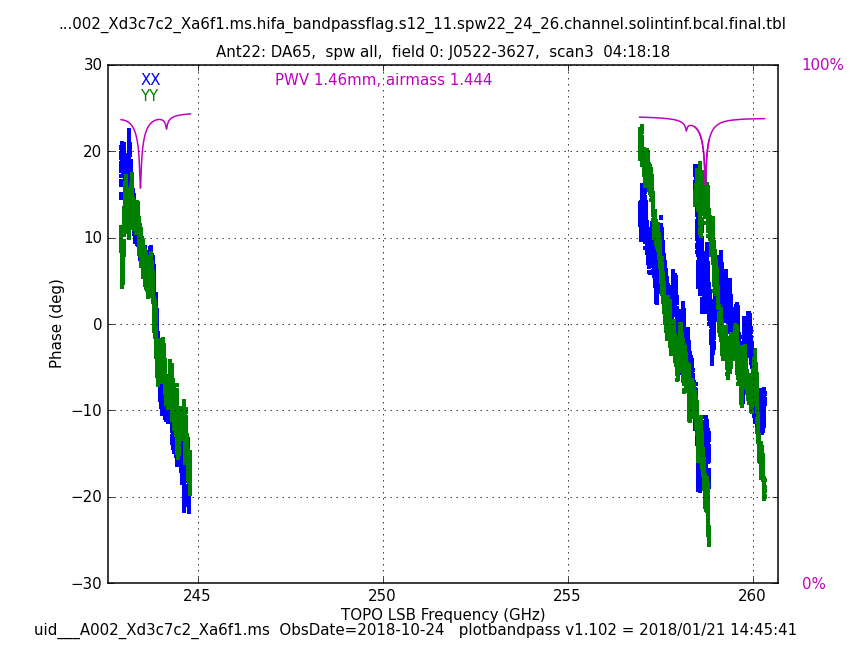 ...002_Xd3c7c2_Xa6f1.ms.hifa_bandpassflag.s12_11.spw22_24_26.channel.solintinf.bcal.final.tbl
Ant22: DA65,  spw all,  field 0: J0522-3627,  scan3  04:18:18
XX
YY
PWV 1.46mm, airmass 1.444
100%
0%
30
20
10
0
−10
−20
−30
Phase (deg)
245
250
255
260
TOPO LSB Frequency (GHz)
uid___A002_Xd3c7c2_Xa6f1.ms  ObsDate=2018-10-24   plotbandpass v1.102 = 2018/01/21 14:45:41